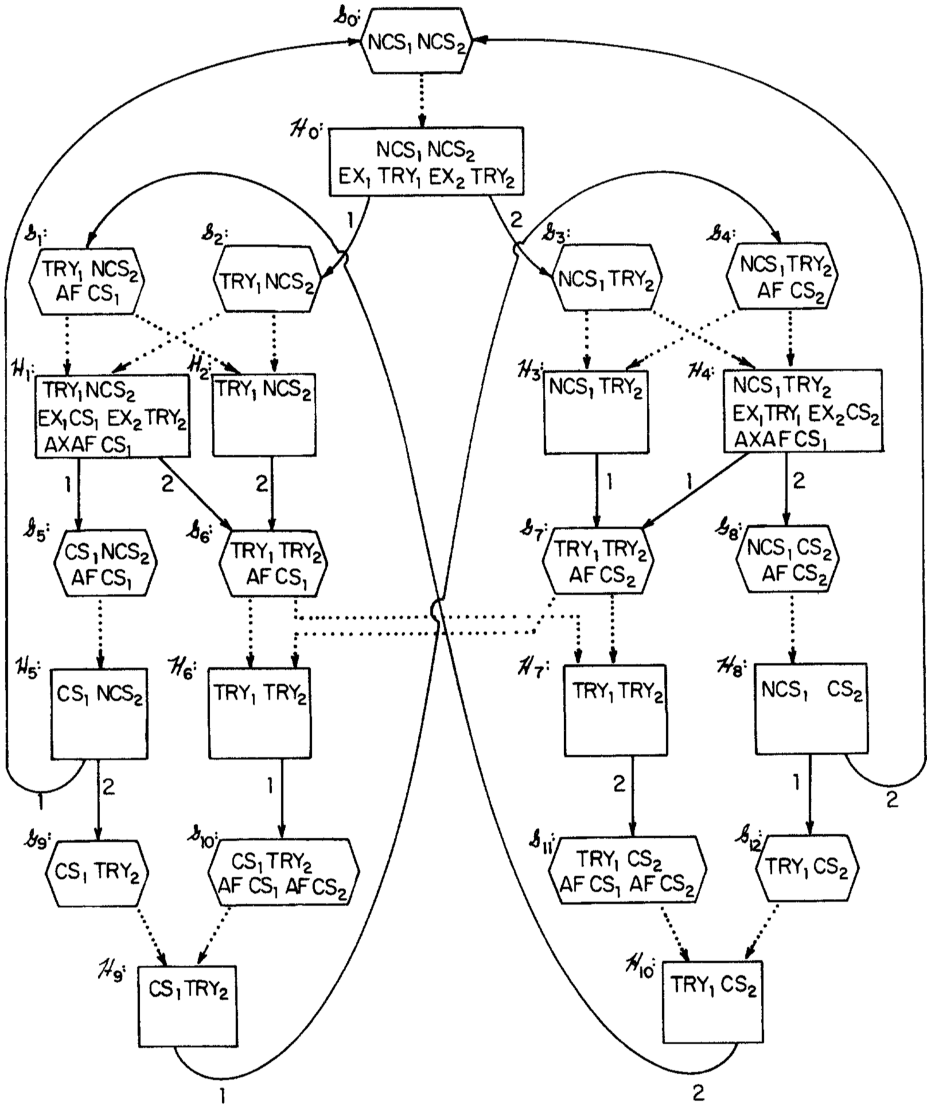 𝒢0:
NCS1 NCS2
ℋ0:
NCS1 NCS2
EX1 TRY1 EX2 TRY2
1
2
𝒢1:
TRY1 NCS2
AF CS1
𝒢2:
TRY1 NCS2
𝒢3:
NCS1 TRY2
𝒢4:
NCS1 TRY2
AF CS2
ℋ1:
TRY1 NCS2
EX1 CS1 EX2 TRY2
AXAF CS1
ℋ2:
TRY1 NCS2
ℋ3:
NCS1 TRY2
ℋ4:
NCS1 TRY2
EX1 TRY1 EX2 CS2
AXAF CS1
1
2
2
1
1
2
𝒢5:
CS1 NCS2
AF CS1
𝒢6:
TRY1 TRY2
AF CS1
𝒢7:
TRY1 TRY2
AF CS2
𝒢8:
NCS1 CS2
AF CS2
ℋ5:
CS1 NCS2
ℋ6:
TRY1 TRY2
ℋ7:
TRY1 TRY2
ℋ8:
NCS1 CS2
1
2
1
2
1
2
𝒢9:
CS1 TRY2
𝒢10:
CS1 TRY2
AF CS1 AF CS2
𝒢11:
TRY1 CS2
AF CS1 AF CS2
𝒢12:
TRY1 CS2
ℋ9:
CS1 TRY2
ℋ10:
TRY1 CS2
1
2